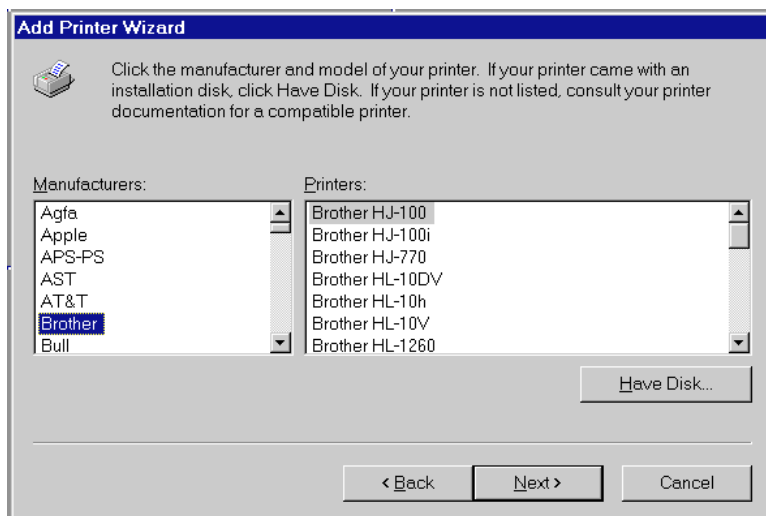 Add Printer Wizard
Click the manufacturer and model of your printer. If your printer came with an
installation disk, click Have Disk. If your printer is not listed, consult your printer
documentation for a compatible printer.
Manufacturers:
Agfa
Apple
APS-PS
AST
AT&T
Brother
Bull
Printers:
Brother HJ-100
Brother HJ-100i
Brother HJ-770
Brother HL-10DV
Brother HL-10h
Brother HL-10V
Brother HL-1260
Have Disk...
< Back
Next >
Cancel